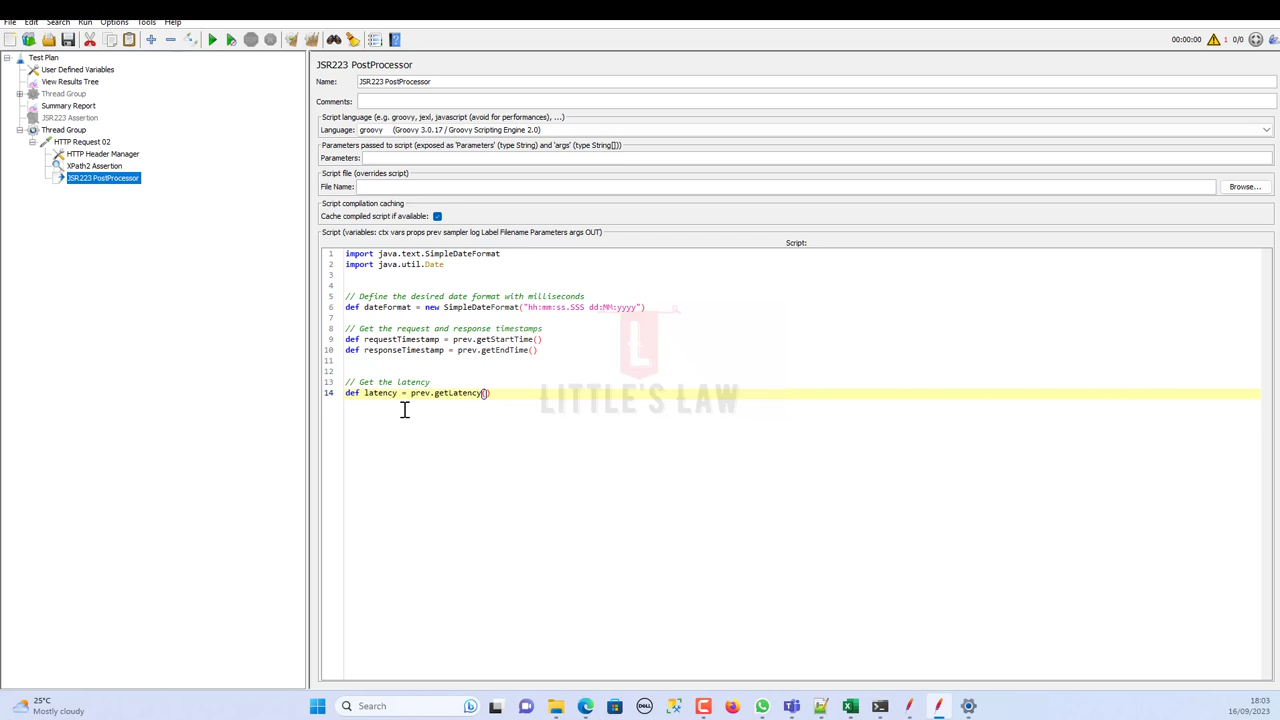 File Edit Search Run Options Tools Help
00:00:00 1 0/0
Test Plan
User Defined Variables
View Results Tree
Thread Group
Summary Report
JSR223 Assertion
Thread Group
HTTP Request 02
HTTP Header Manager
XPath2 Assertion
JSR223 PostProcessor
JSR223 PostProcessor
Name: JSR223 PostProcessor
Comments:
Script language (e.g. groovy, jexl, javascript (avoid for performances), ...)
Language: groovy (Groovy 3.0.17 / Groovy Scripting Engine 2.0)
Parameters passed to script (exposed as 'Parameters' (type String) and 'args' (type String[]))
Parameters:
Script file (overrides script)
File Name: Browse...
Script compilation caching
Cache compiled script if available:
Script (variables: ctx vars props prev sampler log Label Filename Parameters args OUT)
Script:
1 import java.text.SimpleDateFormat
2 import java.util.Date
3
4
5 // Define the desired date format with milliseconds
6 def dateFormat = new SimpleDateFormat("hh:mm:ss.SSS dd:MM:yyyy")
7
8 // Get the request and response timestamps
9 def requestTimestamp = prev.getStartTime()
10 def responseTimestamp = prev.getEndTime()
11
12
13 // Get the latency
14 def latency = prev.getLatency()
LITTLE'S LAW
25°C
Mostly cloudy
Search
DELL
18:03
16/09/2023